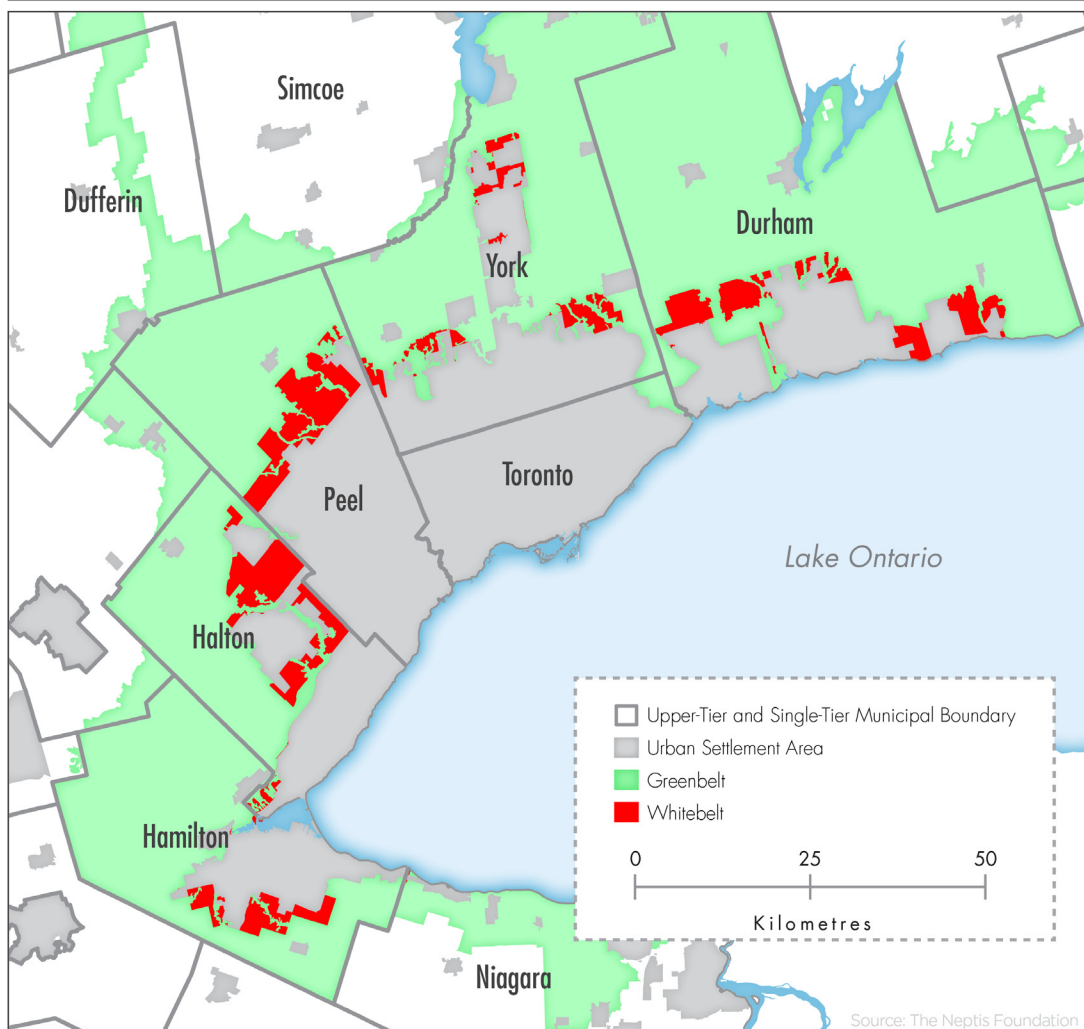 Simcoe
Dufferin
Durham
York
Peel
Toronto
Lake Ontario
Halton
Hamilton
Niagara
Upper-Tier and Single-Tier Municipal Boundary
Urban Settlement Area
Greenbelt
Whitebelt
0 25 50
Kilometres
Source: The Neptis Foundation